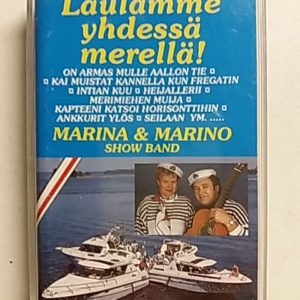 Laulamme
yhdessä
merellä!
ON ARMAS MULLE AALLON TIE ¤
¤ KAI MUISTAT KANNELLA KUN FREGATIN
¤ INTIAN KUU ¤ HEIJALLERII ¤
MERIMIEHEN MUIJA ¤
KAPTEENI KATSOI HORISONTTIHIN ¤
ANKKURIT YLÖS ¤ SEILAAN YM. .....
MARINA & MARINO
SHOW BAND